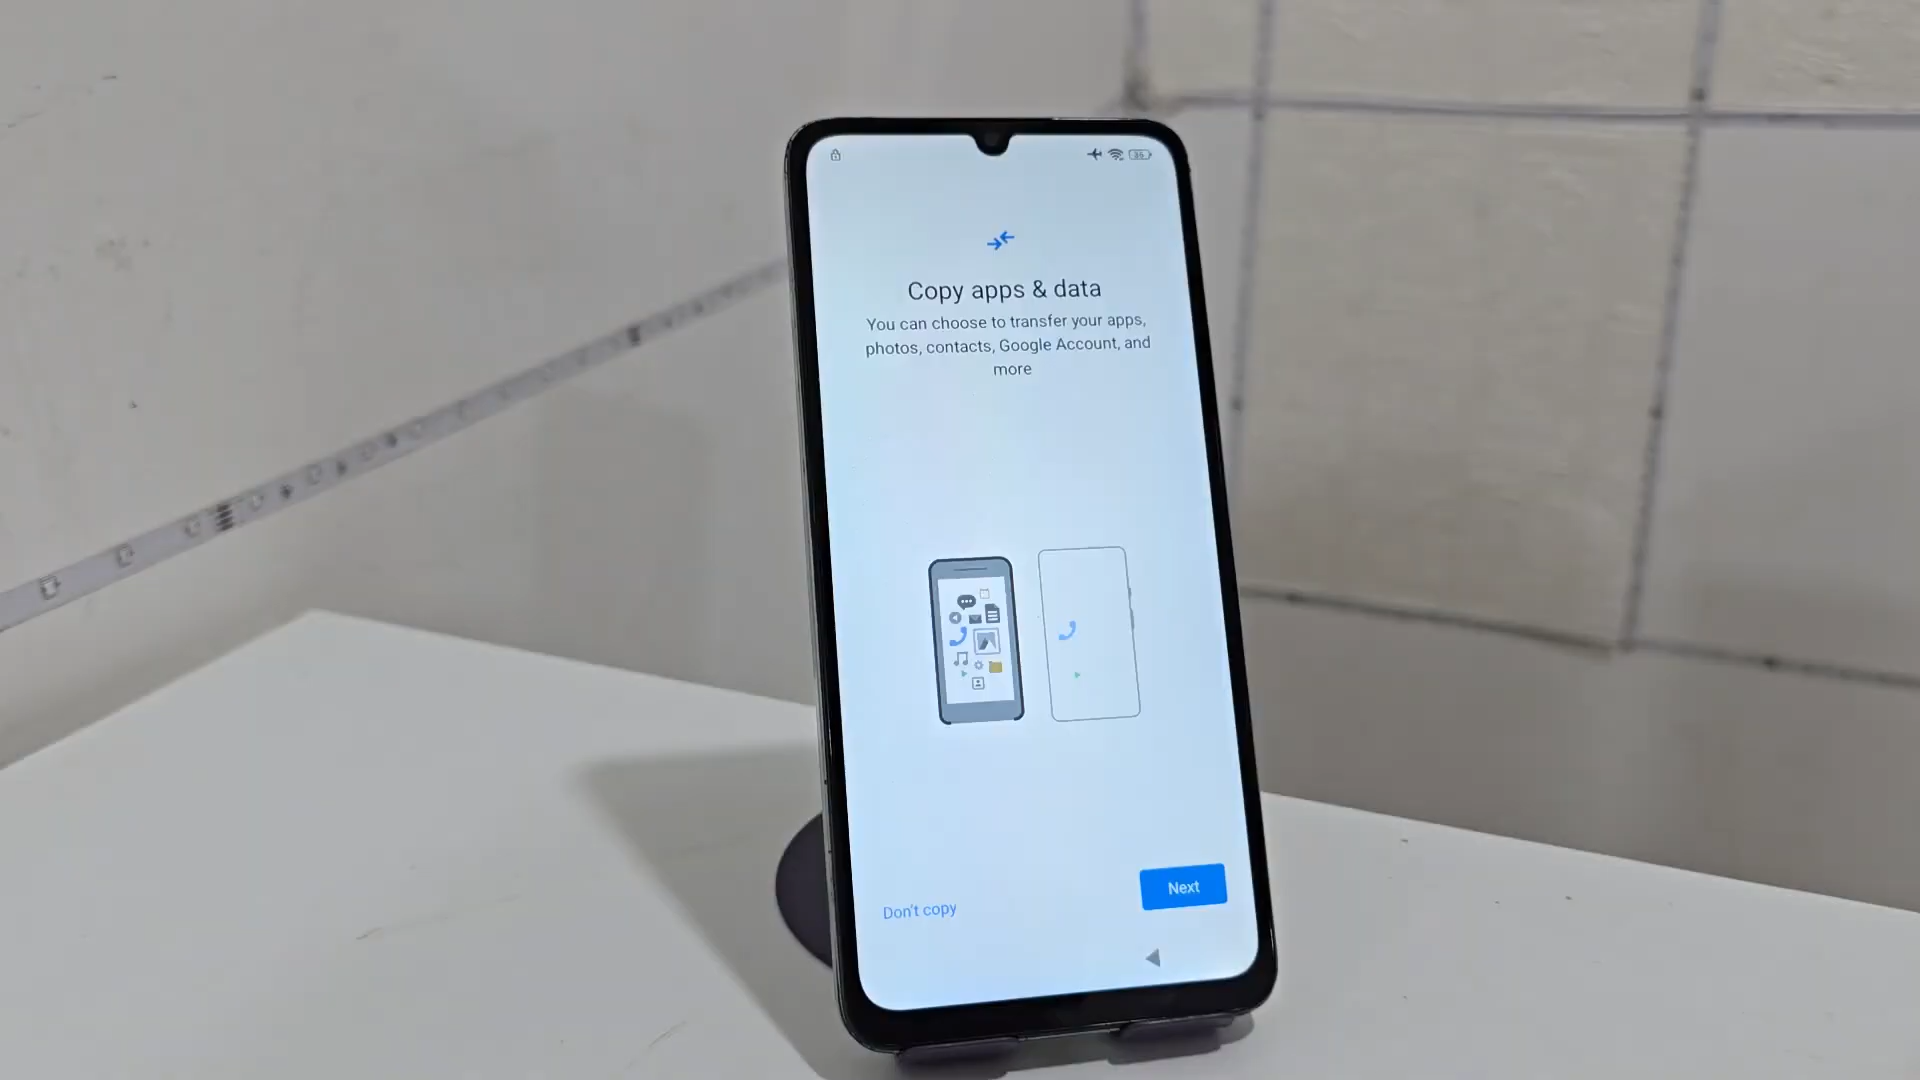 Copy apps & data
You can choose to transfer your apps,
photos, contacts, Google Account, and
more
Don't copy
Next